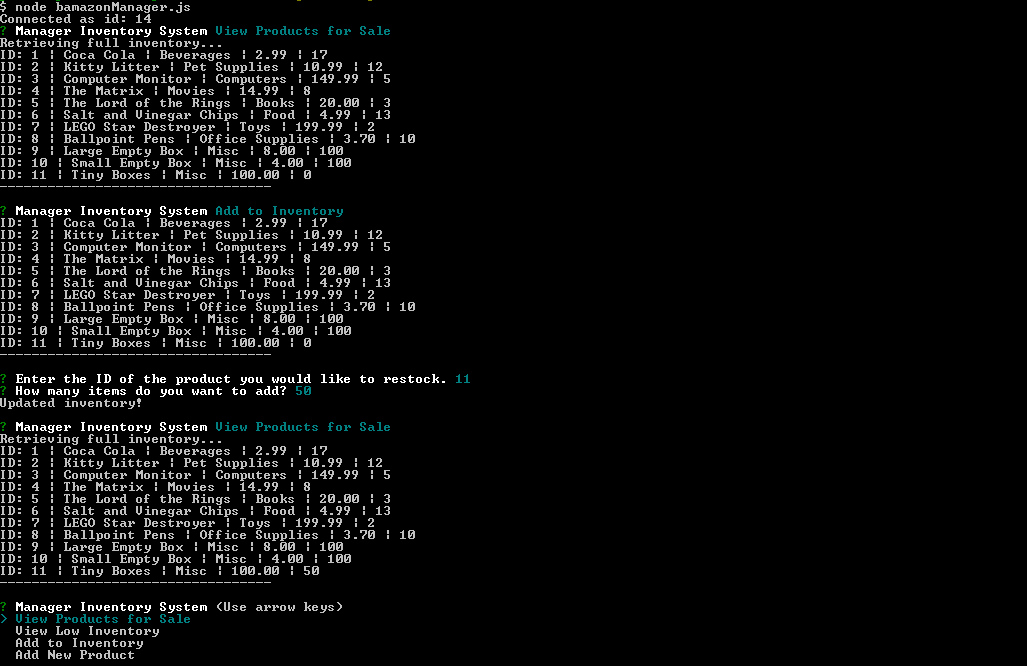 $ node bamazonManager.js
Connected as id: 14
? Manager Inventory System View Products for Sale
Retrieving full inventory...
ID: 1 | Coca Cola | Beverages | 2.99 | 17
ID: 2 | Kitty Litter | Pet Supplies | 10.99 | 12
ID: 3 | Computer Monitor | Computers | 149.99 | 5
ID: 4 | The Matrix | Movies | 14.99 | 8
ID: 5 | The Lord of the Rings | Books | 20.00 | 3
ID: 6 | Salt and Vinegar Chips | Food | 4.99 | 13
ID: 7 | LEGO Star Destroyer | Toys | 199.99 | 2
ID: 8 | Ballpoint Pens | Office Supplies | 3.70 | 10
ID: 9 | Large Empty Box | Misc | 8.00 | 100
ID: 10 | Small Empty Box | Misc | 4.00 | 100
ID: 11 | Tiny Boxes | Misc | 100.00 | 0
----------------------------------
? Manager Inventory System Add to Inventory
ID: 1 | Coca Cola | Beverages | 2.99 | 17
ID: 2 | Kitty Litter | Pet Supplies | 10.99 | 12
ID: 3 | Computer Monitor | Computers | 149.99 | 5
ID: 4 | The Matrix | Movies | 14.99 | 8
ID: 5 | The Lord of the Rings | Books | 20.00 | 3
ID: 6 | Salt and Vinegar Chips | Food | 4.99 | 13
ID: 7 | LEGO Star Destroyer | Toys | 199.99 | 2
ID: 8 | Ballpoint Pens | Office Supplies | 3.70 | 10
ID: 9 | Large Empty Box | Misc | 8.00 | 100
ID: 10 | Small Empty Box | Misc | 4.00 | 100
ID: 11 | Tiny Boxes | Misc | 100.00 | 0
----------------------------------
? Enter the ID of the product you would like to restock. 11
? How many items do you want to add? 50
Updated inventory!
? Manager Inventory System View Products for Sale
Retrieving full inventory...
ID: 1 | Coca Cola | Beverages | 2.99 | 17
ID: 2 | Kitty Litter | Pet Supplies | 10.99 | 12
ID: 3 | Computer Monitor | Computers | 149.99 | 5
ID: 4 | The Matrix | Movies | 14.99 | 8
ID: 5 | The Lord of the Rings | Books | 20.00 | 3
ID: 6 | Salt and Vinegar Chips | Food | 4.99 | 13
ID: 7 | LEGO Star Destroyer | Toys | 199.99 | 2
ID: 8 | Ballpoint Pens | Office Supplies | 3.70 | 10
ID: 9 | Large Empty Box | Misc | 8.00 | 100
ID: 10 | Small Empty Box | Misc | 4.00 | 100
ID: 11 | Tiny Boxes | Misc | 100.00 | 50
----------------------------------
? Manager Inventory System (Use arrow keys)
> View Products for Sale
View Low Inventory
Add to Inventory
Add New Product